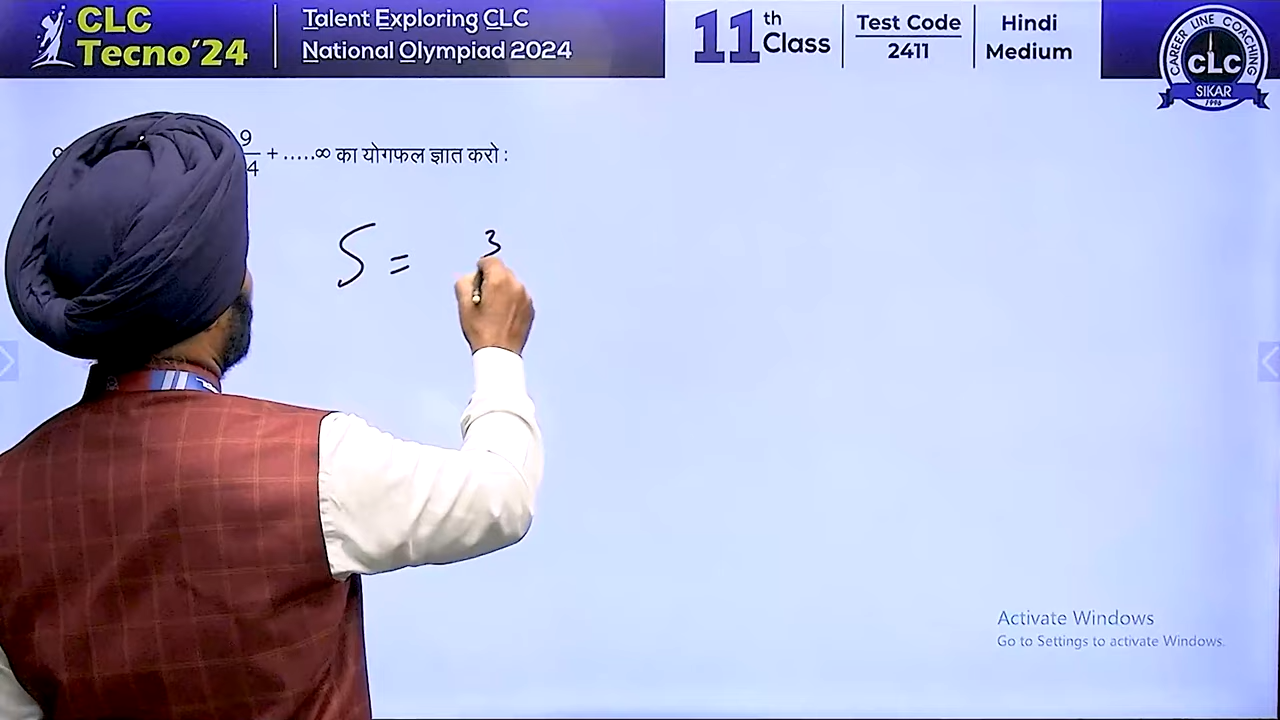 CLC
Tecno'24
Talent Exploring CLC
National Olympiad 2024
11th Class
Test Code
2411
Hindi
Medium
CAREER LINE COACHING
CLC
SIKAR
1996
9/4 + .....∞ का योगफल ज्ञात करो :
S = 3
Activate Windows
Go to Settings to activate Windows.